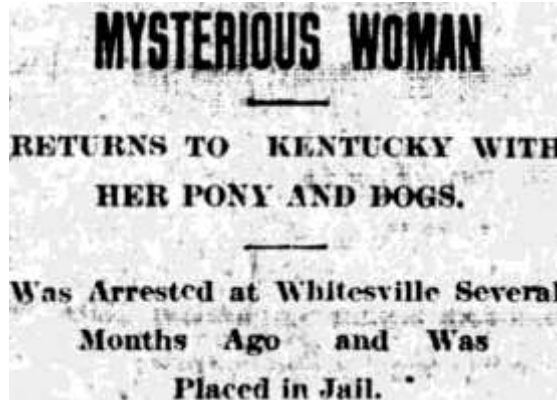 MYSTERIOUS WOMAN
RETURNS TO KENTUCKY WITH
HER PONY AND DOGS.
Was Arrested at Whitesville Several
Months Ago and Was
Placed in Jail.